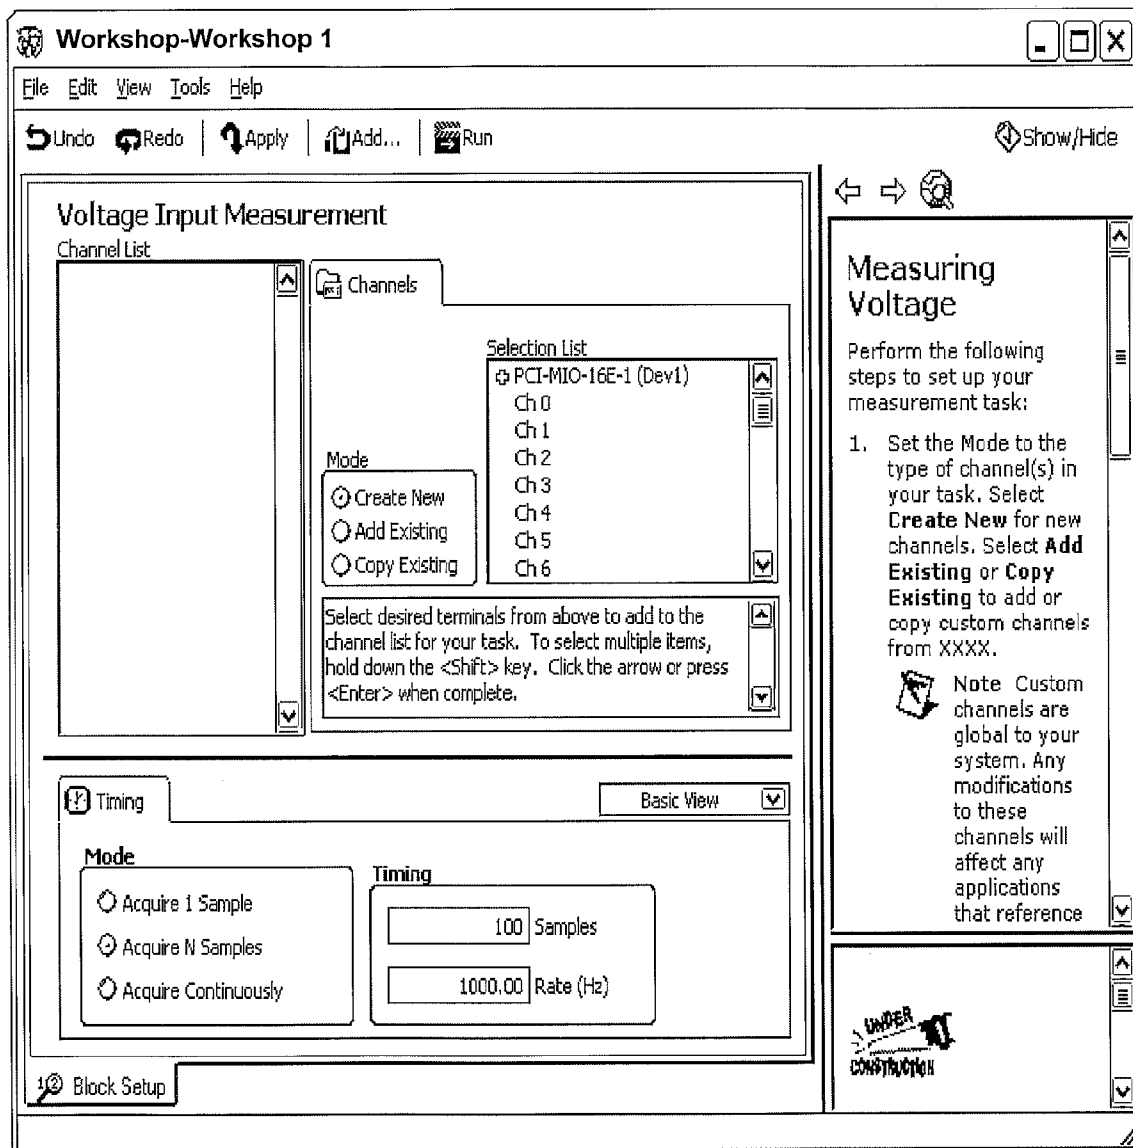 Workshop-Workshop 1
File Edit View Tools Help
Undo Redo Apply Add... Run Show/Hide
Voltage Input Measurement
Channel List
Channels
Selection List
PCI-MIO-16E-1 (Dev1)
Ch 0
Ch 1
Ch 2
Ch 3
Ch 4
Ch 5
Ch 6
Mode
Create New
Add Existing
Copy Existing
Select desired terminals from above to add to the
channel list for your task. To select multiple items,
hold down the <Shift> key. Click the arrow or press
<Enter> when complete.
Timing
Basic View
Mode
Acquire 1 Sample
Acquire N Samples
Acquire Continuously
Timing
100 Samples
1000.00 Rate (Hz)
Block Setup
Measuring
Voltage
Perform the following
steps to set up your
measurement task:
1. Set the Mode to the
type of channel(s) in
your task. Select
Create New for new
channels. Select Add
Existing or Copy
Existing to add or
copy custom channels
from XXXX.
Note Custom
channels are
global to your
system. Any
modifications
to these
channels will
affect any
applications
that reference
UNDER
CONSTRUCTION